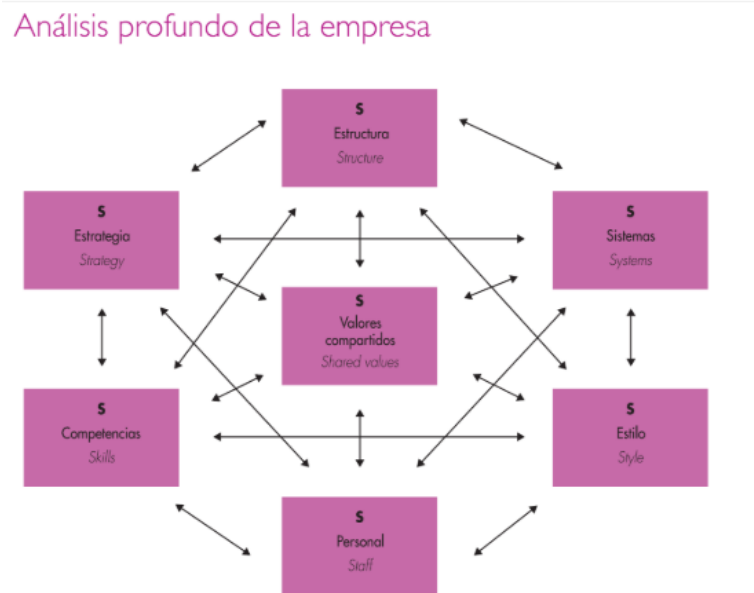 Análisis profundo de la empresa
S
Estructura
Structure
S
Estrategia
Strategy
S
Sistemas
Systems
S
Valores
compartidos
Shared values
S
Competencias
Skills
S
Estilo
Style
S
Personal
Staff